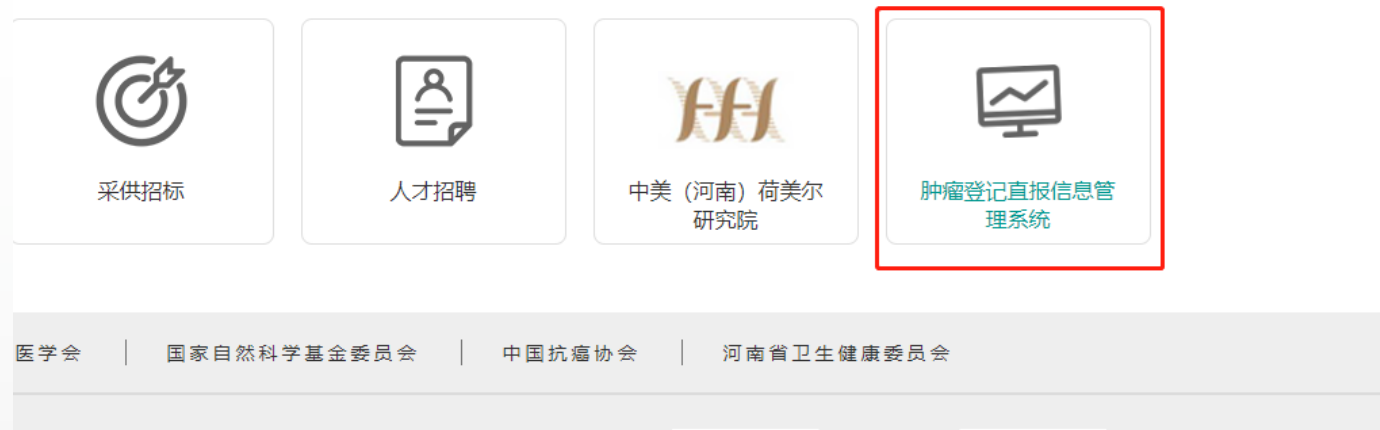 采供招标
人才招聘
中美（河南）荷美尔
研究院
肿瘤登记直报信息管
理系统
医学会 | 国家自然科学基金委员会 | 中国抗癌协会 | 河南省卫生健康委员会